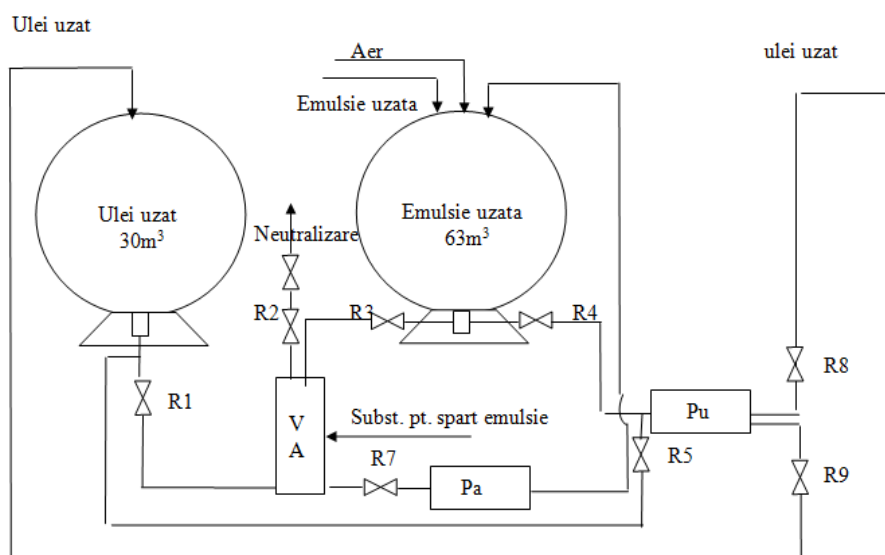 Ulei uzat
Aer
ulei uzat
Emulsie uzata
Ulei uzat
30m³
Emulsie uzata
63m³
Neutralizare
R2
R3
R4
R8
R1
V
A
Subst. pt. spart emulsie
Pu
R7
R5
Pa
R9